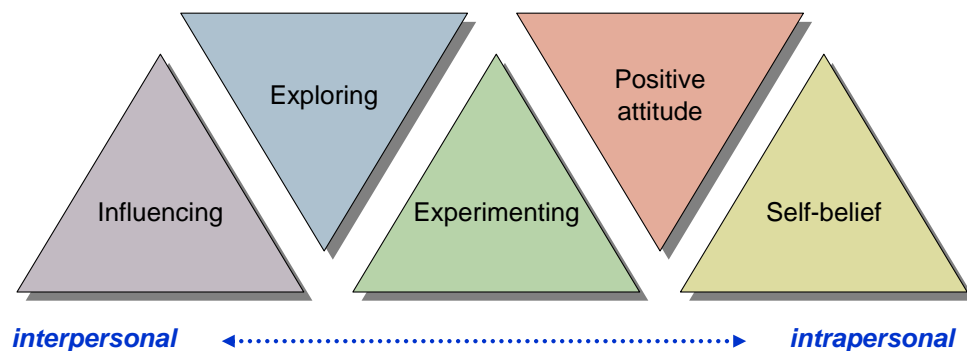 Exploring
Positive
attitude
Influencing
Experimenting
Self-belief
interpersonal
intrapersonal